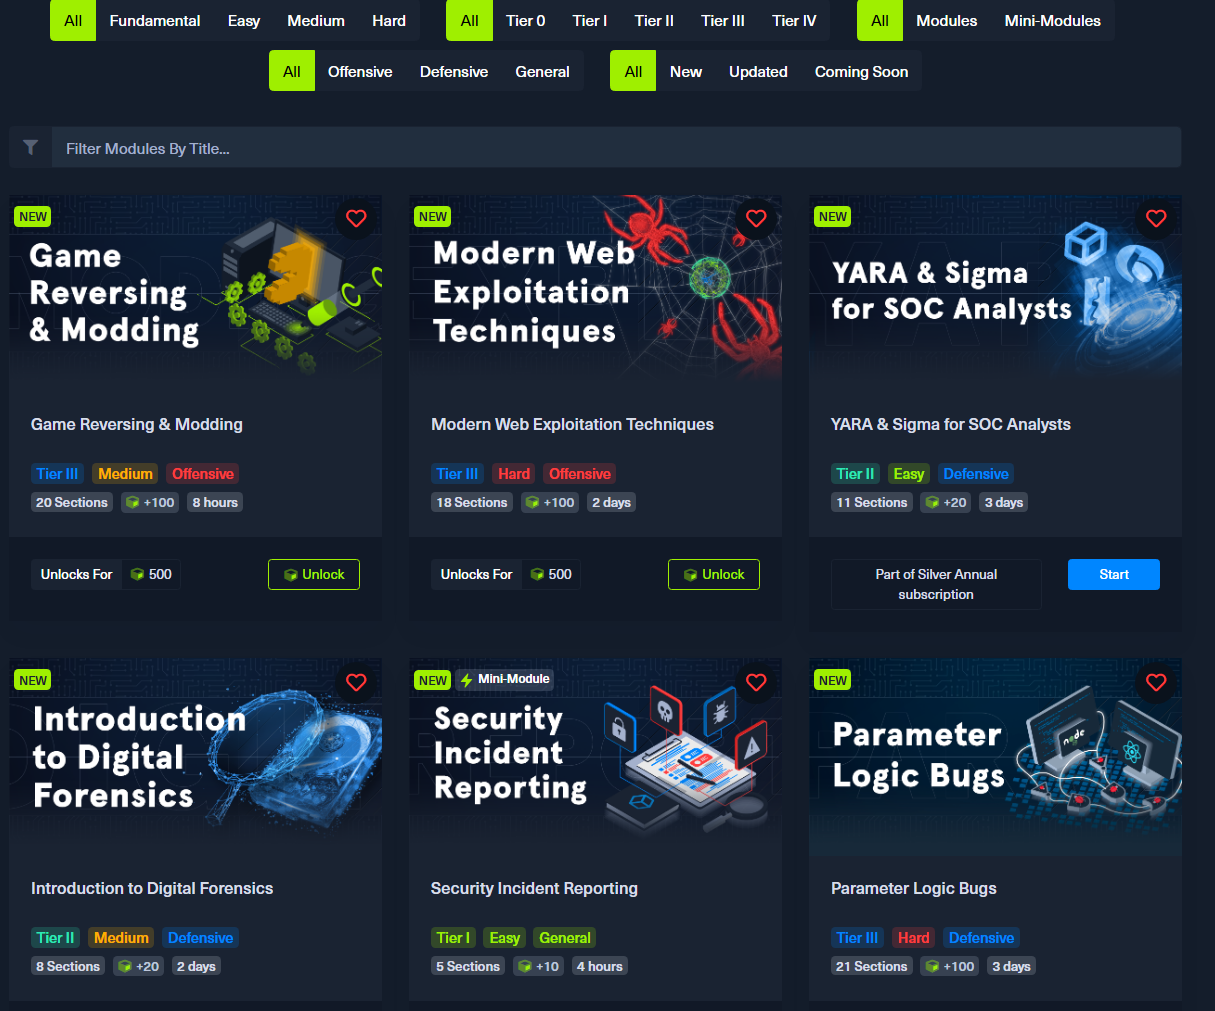 All Fundamental Easy Medium Hard All Tier 0 Tier I Tier II Tier III Tier IV All Modules Mini-Modules
All Offensive Defensive General All New Updated Coming Soon
Filter Modules By Title...
NEW
Game
Reversing
& Modding
Game Reversing & Modding
Tier III Medium Offensive
20 Sections +100 8 hours
Unlocks For 500 Unlock
NEW
Modern Web
Exploitation
Techniques
Modern Web Exploitation Techniques
Tier III Hard Offensive
18 Sections +100 2 days
Unlocks For 500 Unlock
NEW
YARA & Sigma
for SOC Analysts
YARA & Sigma for SOC Analysts
Tier II Easy Defensive
11 Sections +20 3 days
Part of Silver Annual
subscription
Start
NEW
Introduction
to Digital
Forensics
Introduction to Digital Forensics
Tier II Medium Defensive
8 Sections +20 2 days
NEW Mini-Module
Security
Incident
Reporting
Security Incident Reporting
Tier I Easy General
5 Sections +10 4 hours
NEW
Parameter
Logic Bugs
node
Parameter Logic Bugs
Tier III Hard Defensive
21 Sections +100 3 days